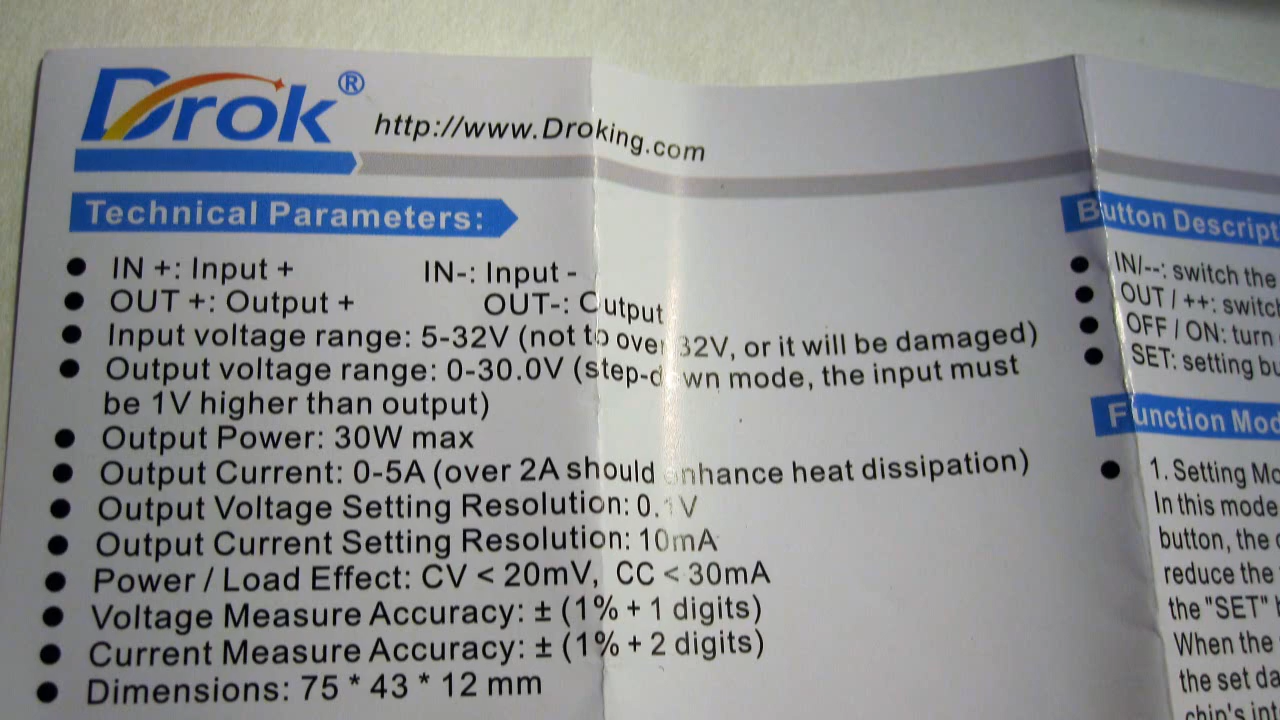 Drok®
http://www.Droking.com
Technical Parameters:
● IN +: Input + IN-: Input -
● OUT +: Output + OUT-: Output
● Input voltage range: 5-32V (not to over 32V, or it will be damaged)
● Output voltage range: 0-30.0V (step-down mode, the input must
be 1V higher than output)
● Output Power: 30W max
● Output Current: 0-5A (over 2A should enhance heat dissipation)
● Output Voltage Setting Resolution: 0.1V
● Output Current Setting Resolution: 10mA
● Power / Load Effect: CV < 20mV, CC < 30mA
● Voltage Measure Accuracy: ± (1% + 1 digits)
● Current Measure Accuracy: ± (1% + 2 digits)
● Dimensions: 75 * 43 * 12 mm
Button Descript
● IN/--: switch the
● OUT / ++: switch
● OFF / ON: turn
● SET: setting bu
Function Mod
● 1. Setting Mo
In this mode
button, the
reduce the
the "SET"
When the
the set da
chip's int